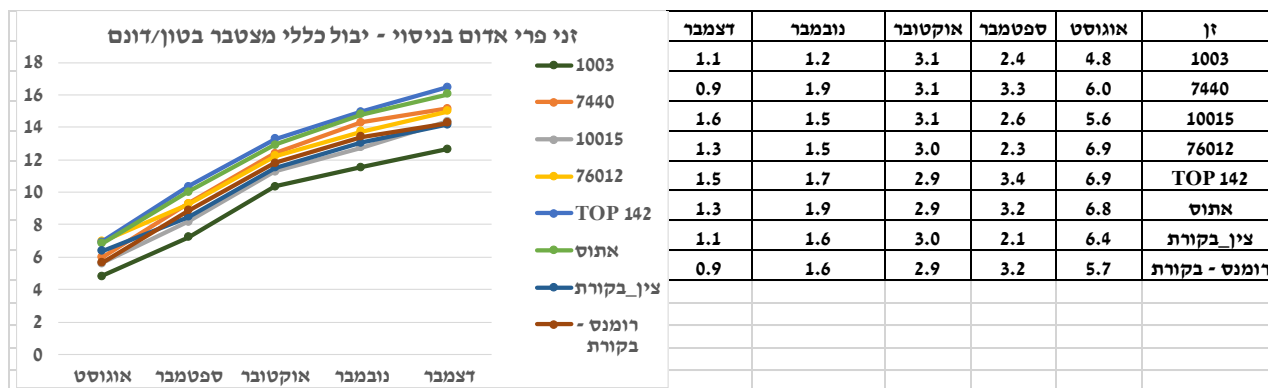 זני פרי אדום בניסוי - יבול כללי מצטבר בטון/דונם
18
16
14
12
10
8
6
4
2
0
אוגוסט ספטמבר אוקטובר נובמבר דצמבר
1003
7440
10015
76012
TOP 142
אתוס
צין_בקורת
רומנס -
בקורת
זן אוגוסט ספטמבר אוקטובר נובמבר דצמבר
1003 4.8 2.4 3.1 1.2 1.1
7440 6.0 3.3 3.1 1.9 0.9
10015 5.6 2.6 3.1 1.5 1.6
76012 6.9 2.3 3.0 1.5 1.3
TOP 142 6.9 3.4 2.9 1.7 1.5
אתוס 6.8 3.2 2.9 1.9 1.3
צין_בקורת 6.4 2.1 3.0 1.6 1.1
רומנס - בקורת 5.7 3.2 2.9 1.6 0.9